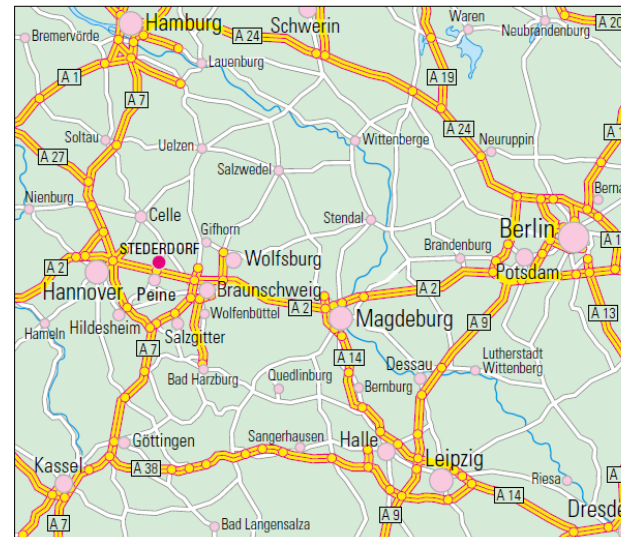 Hamburg
Schwerin
Waren
Neubrandenburg
A 20
Bremervörde
A 24
Lauenburg
A 1
A 7
A 19
A 24
Soltau
Uelzen
Wittenberge
Neuruppin
A 27
Salzwedel
Nienburg
Celle
Stendal
Gifhorn
Berlin
STEDERDORF
Wolfsburg
Brandenburg
A 2
Potsdam
Hannover
Peine
Braunschweig
A 2
A 2
A 9
A 13
Hameln
Hildesheim
Wolfenbüttel
Magdeburg
Salzgitter
A 7
A 14
Dessau
Lutherstadt
Wittenberg
Bad Harzburg
Quedlinburg
Bernburg
Göttingen
Sangerhausen
Halle
Kassel
A 38
Leipzig
Riesa
A 14
A 7
Bad Langensalza
A 9